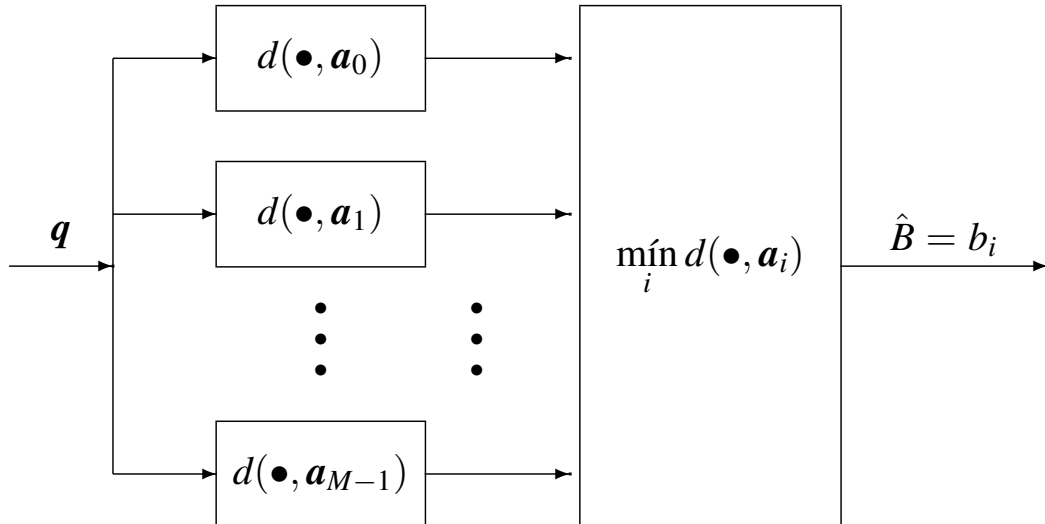 d(•, a₀)
d(•, a₁)
q
mín d(•, aᵢ)
i
B̂ = bᵢ
d(•, a_{M−1})